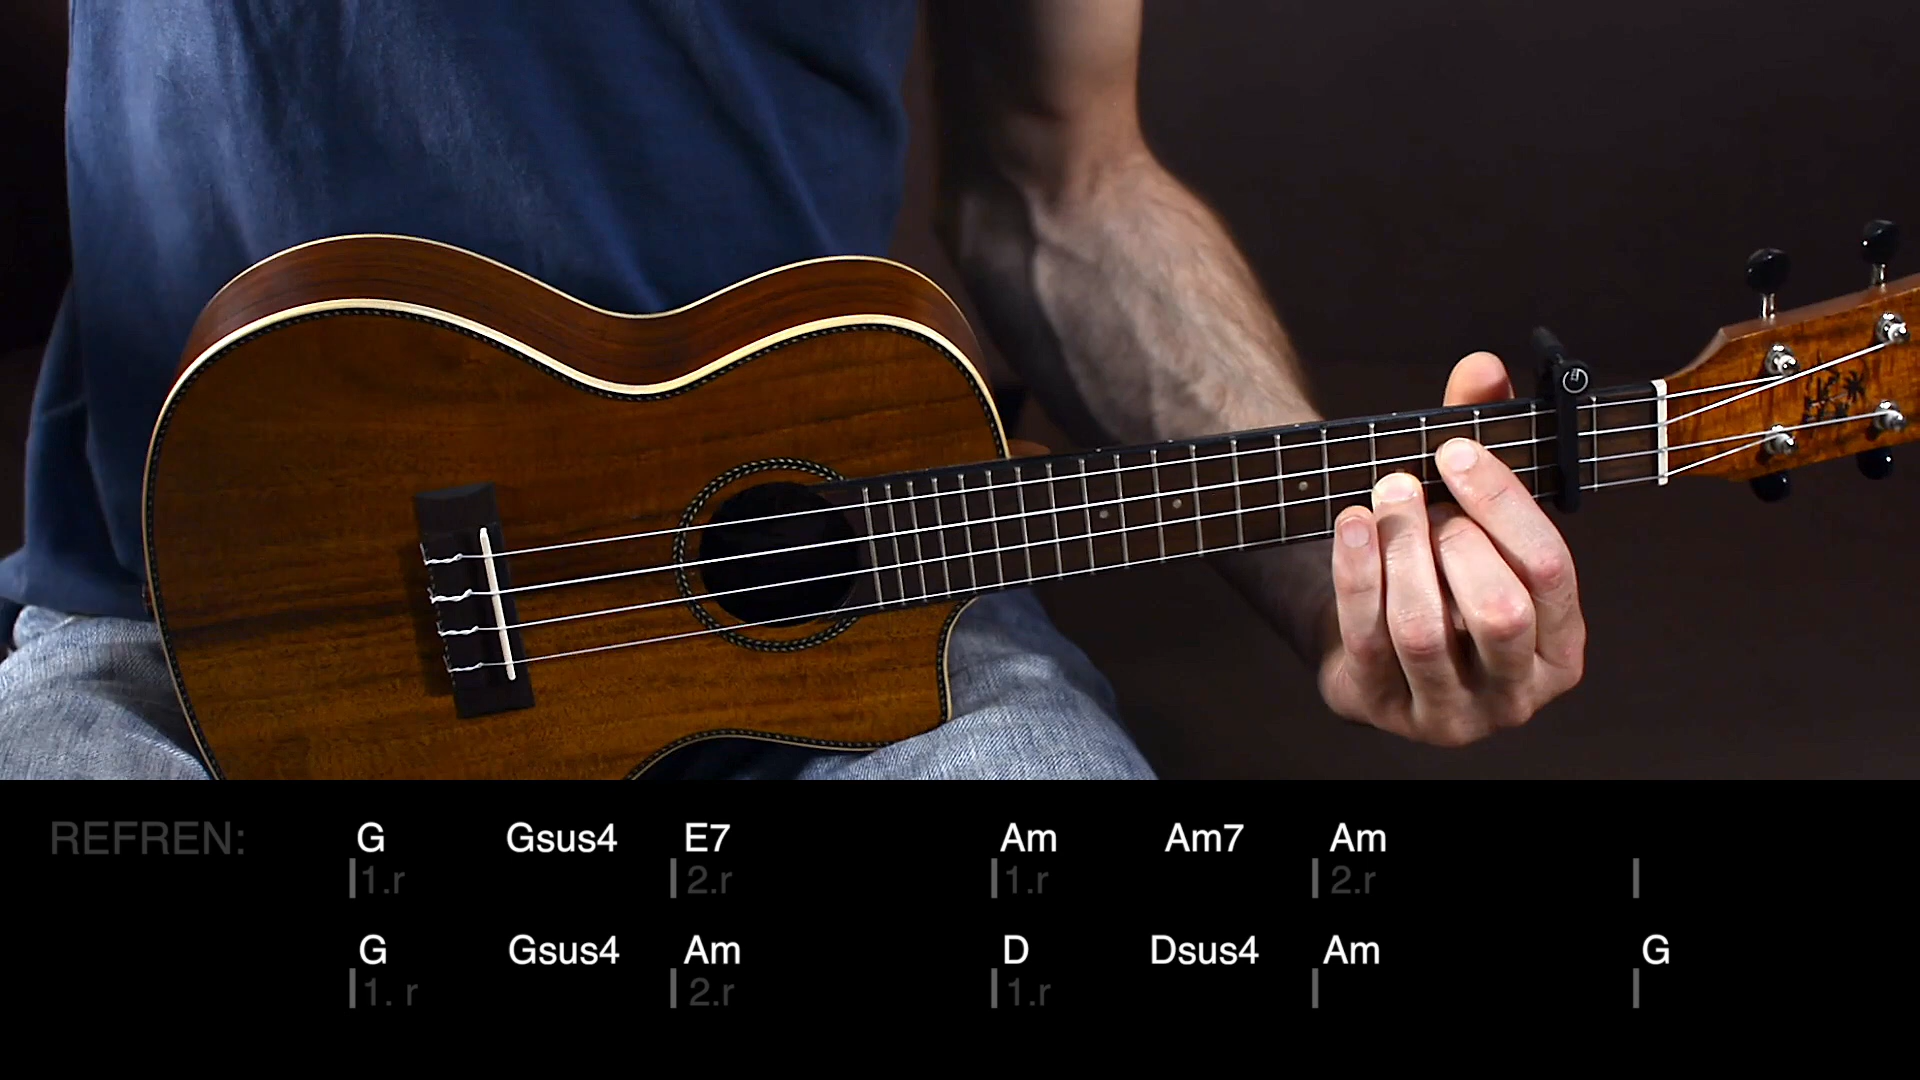 REFREN: G Gsus4 E7 Am Am7 Am
|1.r |2.r |1.r |2.r |
G Gsus4 Am D Dsus4 Am G
|1. r |2.r |1.r | |